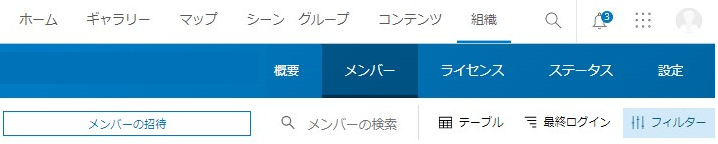 ホーム ギャラリー マップ シーン グループ コンテンツ 組織 3
概要 メンバー ライセンス ステータス 設定
メンバーの招待 メンバーの検索 テーブル 最終ログイン フィルター